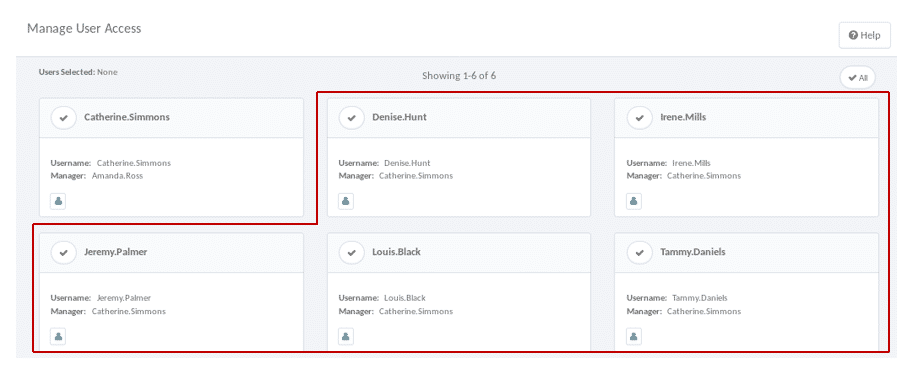 Manage User Access
Help
Users Selected: None
Showing 1-6 of 6
All
Catherine.Simmons
Username: Catherine.Simmons
Manager: Amanda.Ross
Denise.Hunt
Username: Denise.Hunt
Manager: Catherine.Simmons
Irene.Mills
Username: Irene.Mills
Manager: Catherine.Simmons
Jeremy.Palmer
Username: Jeremy.Palmer
Manager: Catherine.Simmons
Louis.Black
Username: Louis.Black
Manager: Catherine.Simmons
Tammy.Daniels
Username: Tammy.Daniels
Manager: Catherine.Simmons